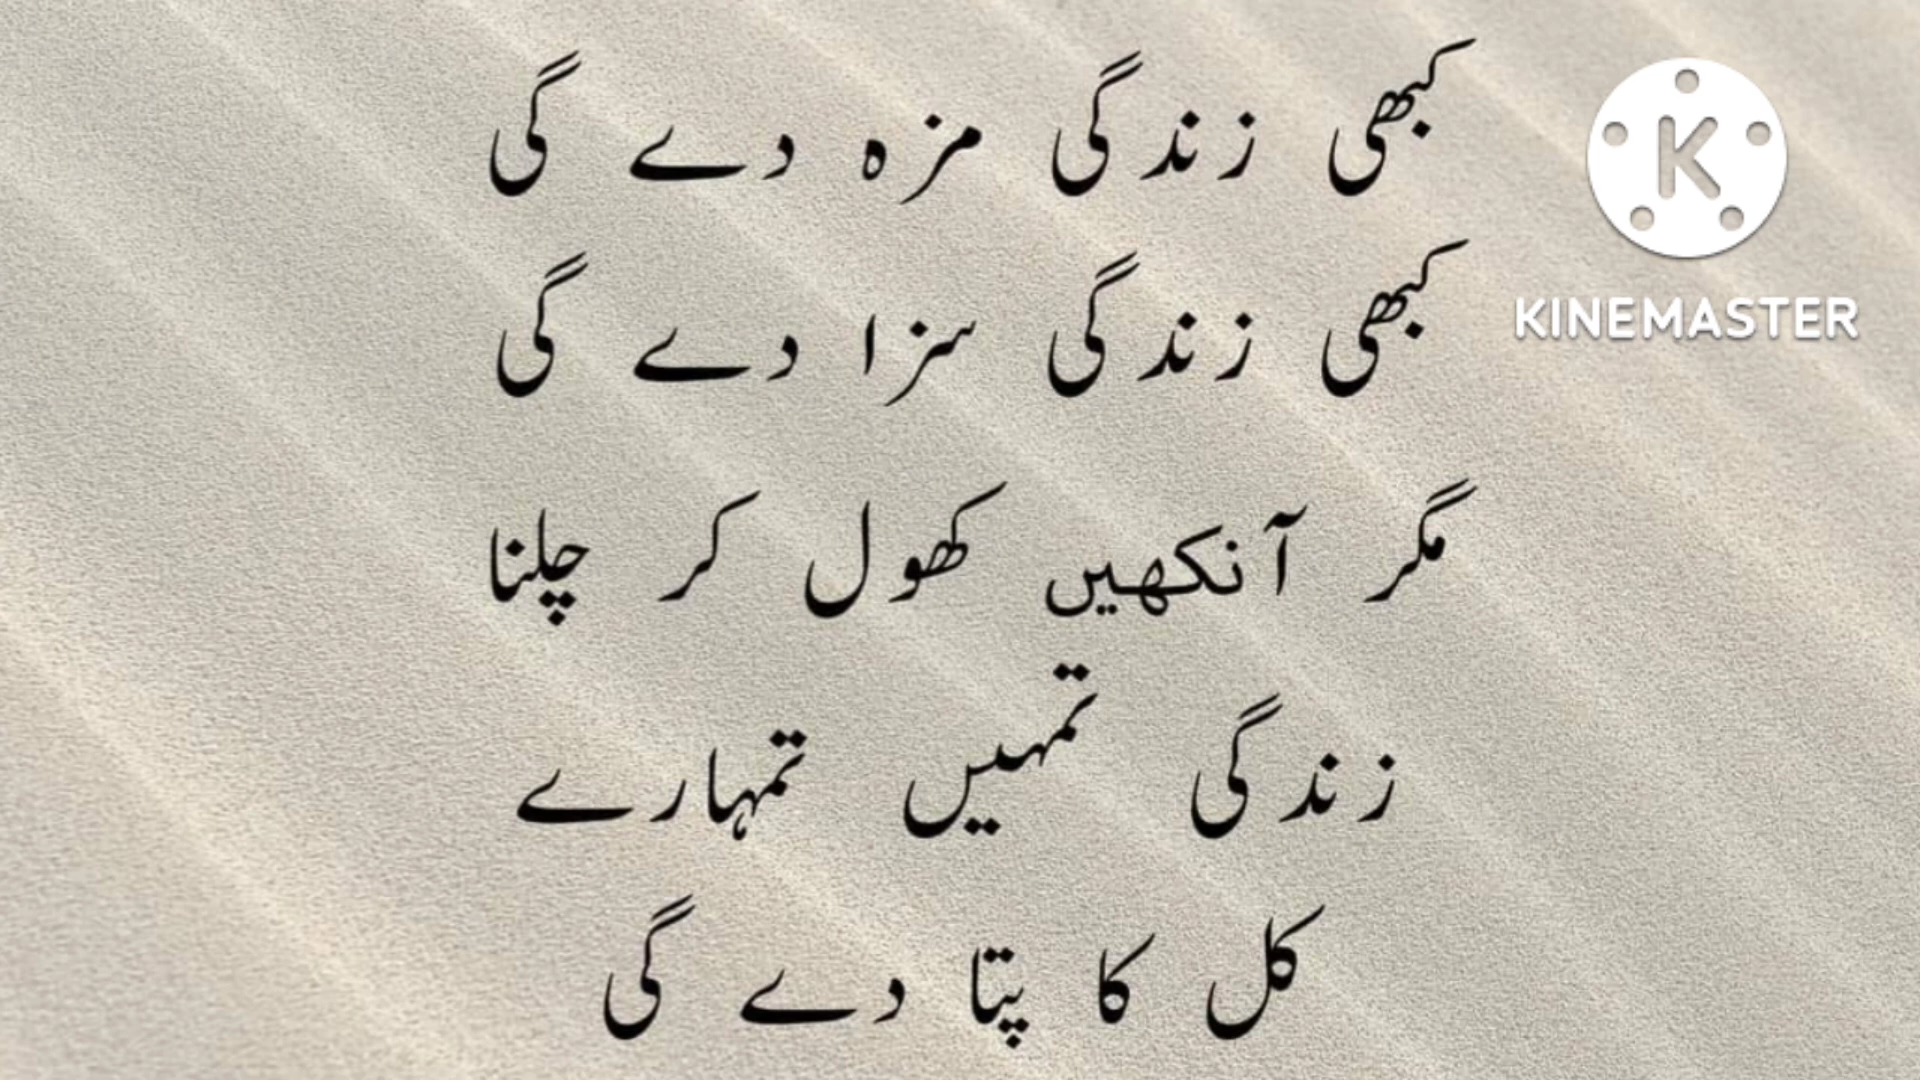 کبھی زندگی مزہ دے گی
کبھی زندگی سزا دے گی
مگر آنکھیں کھول کر چلنا
زندگی تمہیں تمہارے
کل کا پتا دے گی
K
KINEMASTER